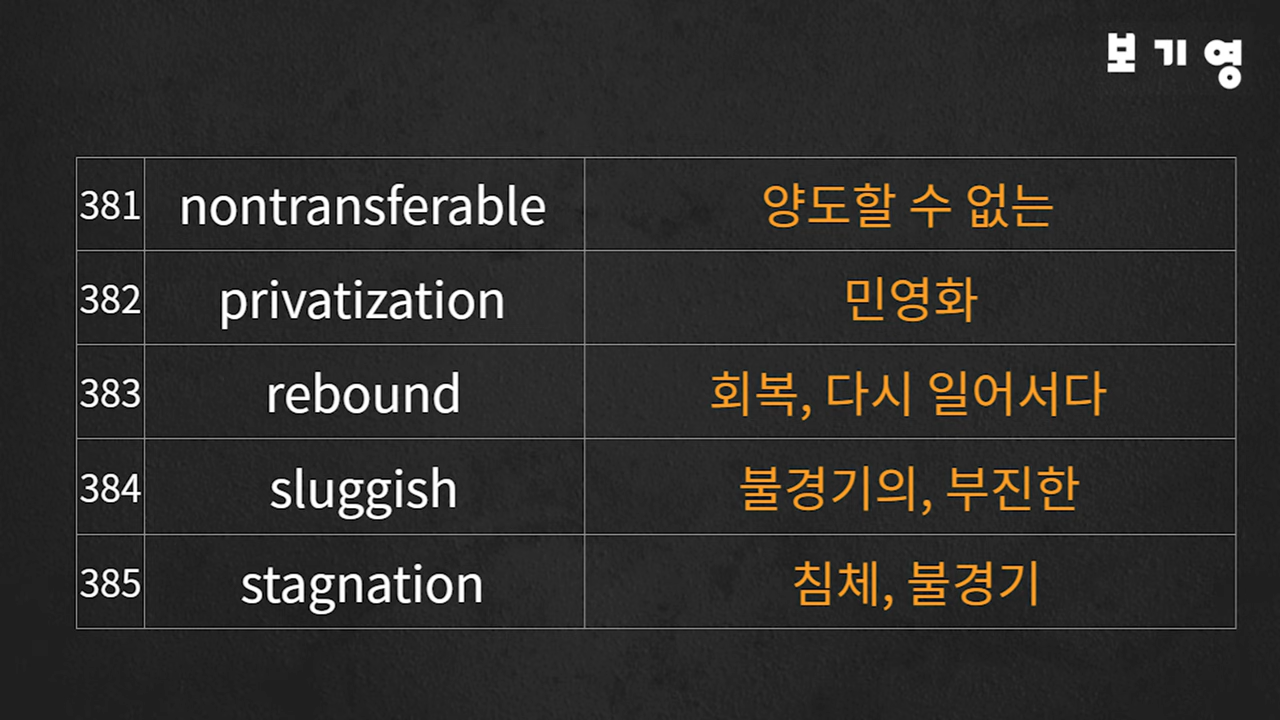 보기영
381 nontransferable 양도할 수 없는
382 privatization 민영화
383 rebound 회복, 다시 일어서다
384 sluggish 불경기의, 부진한
385 stagnation 침체, 불경기